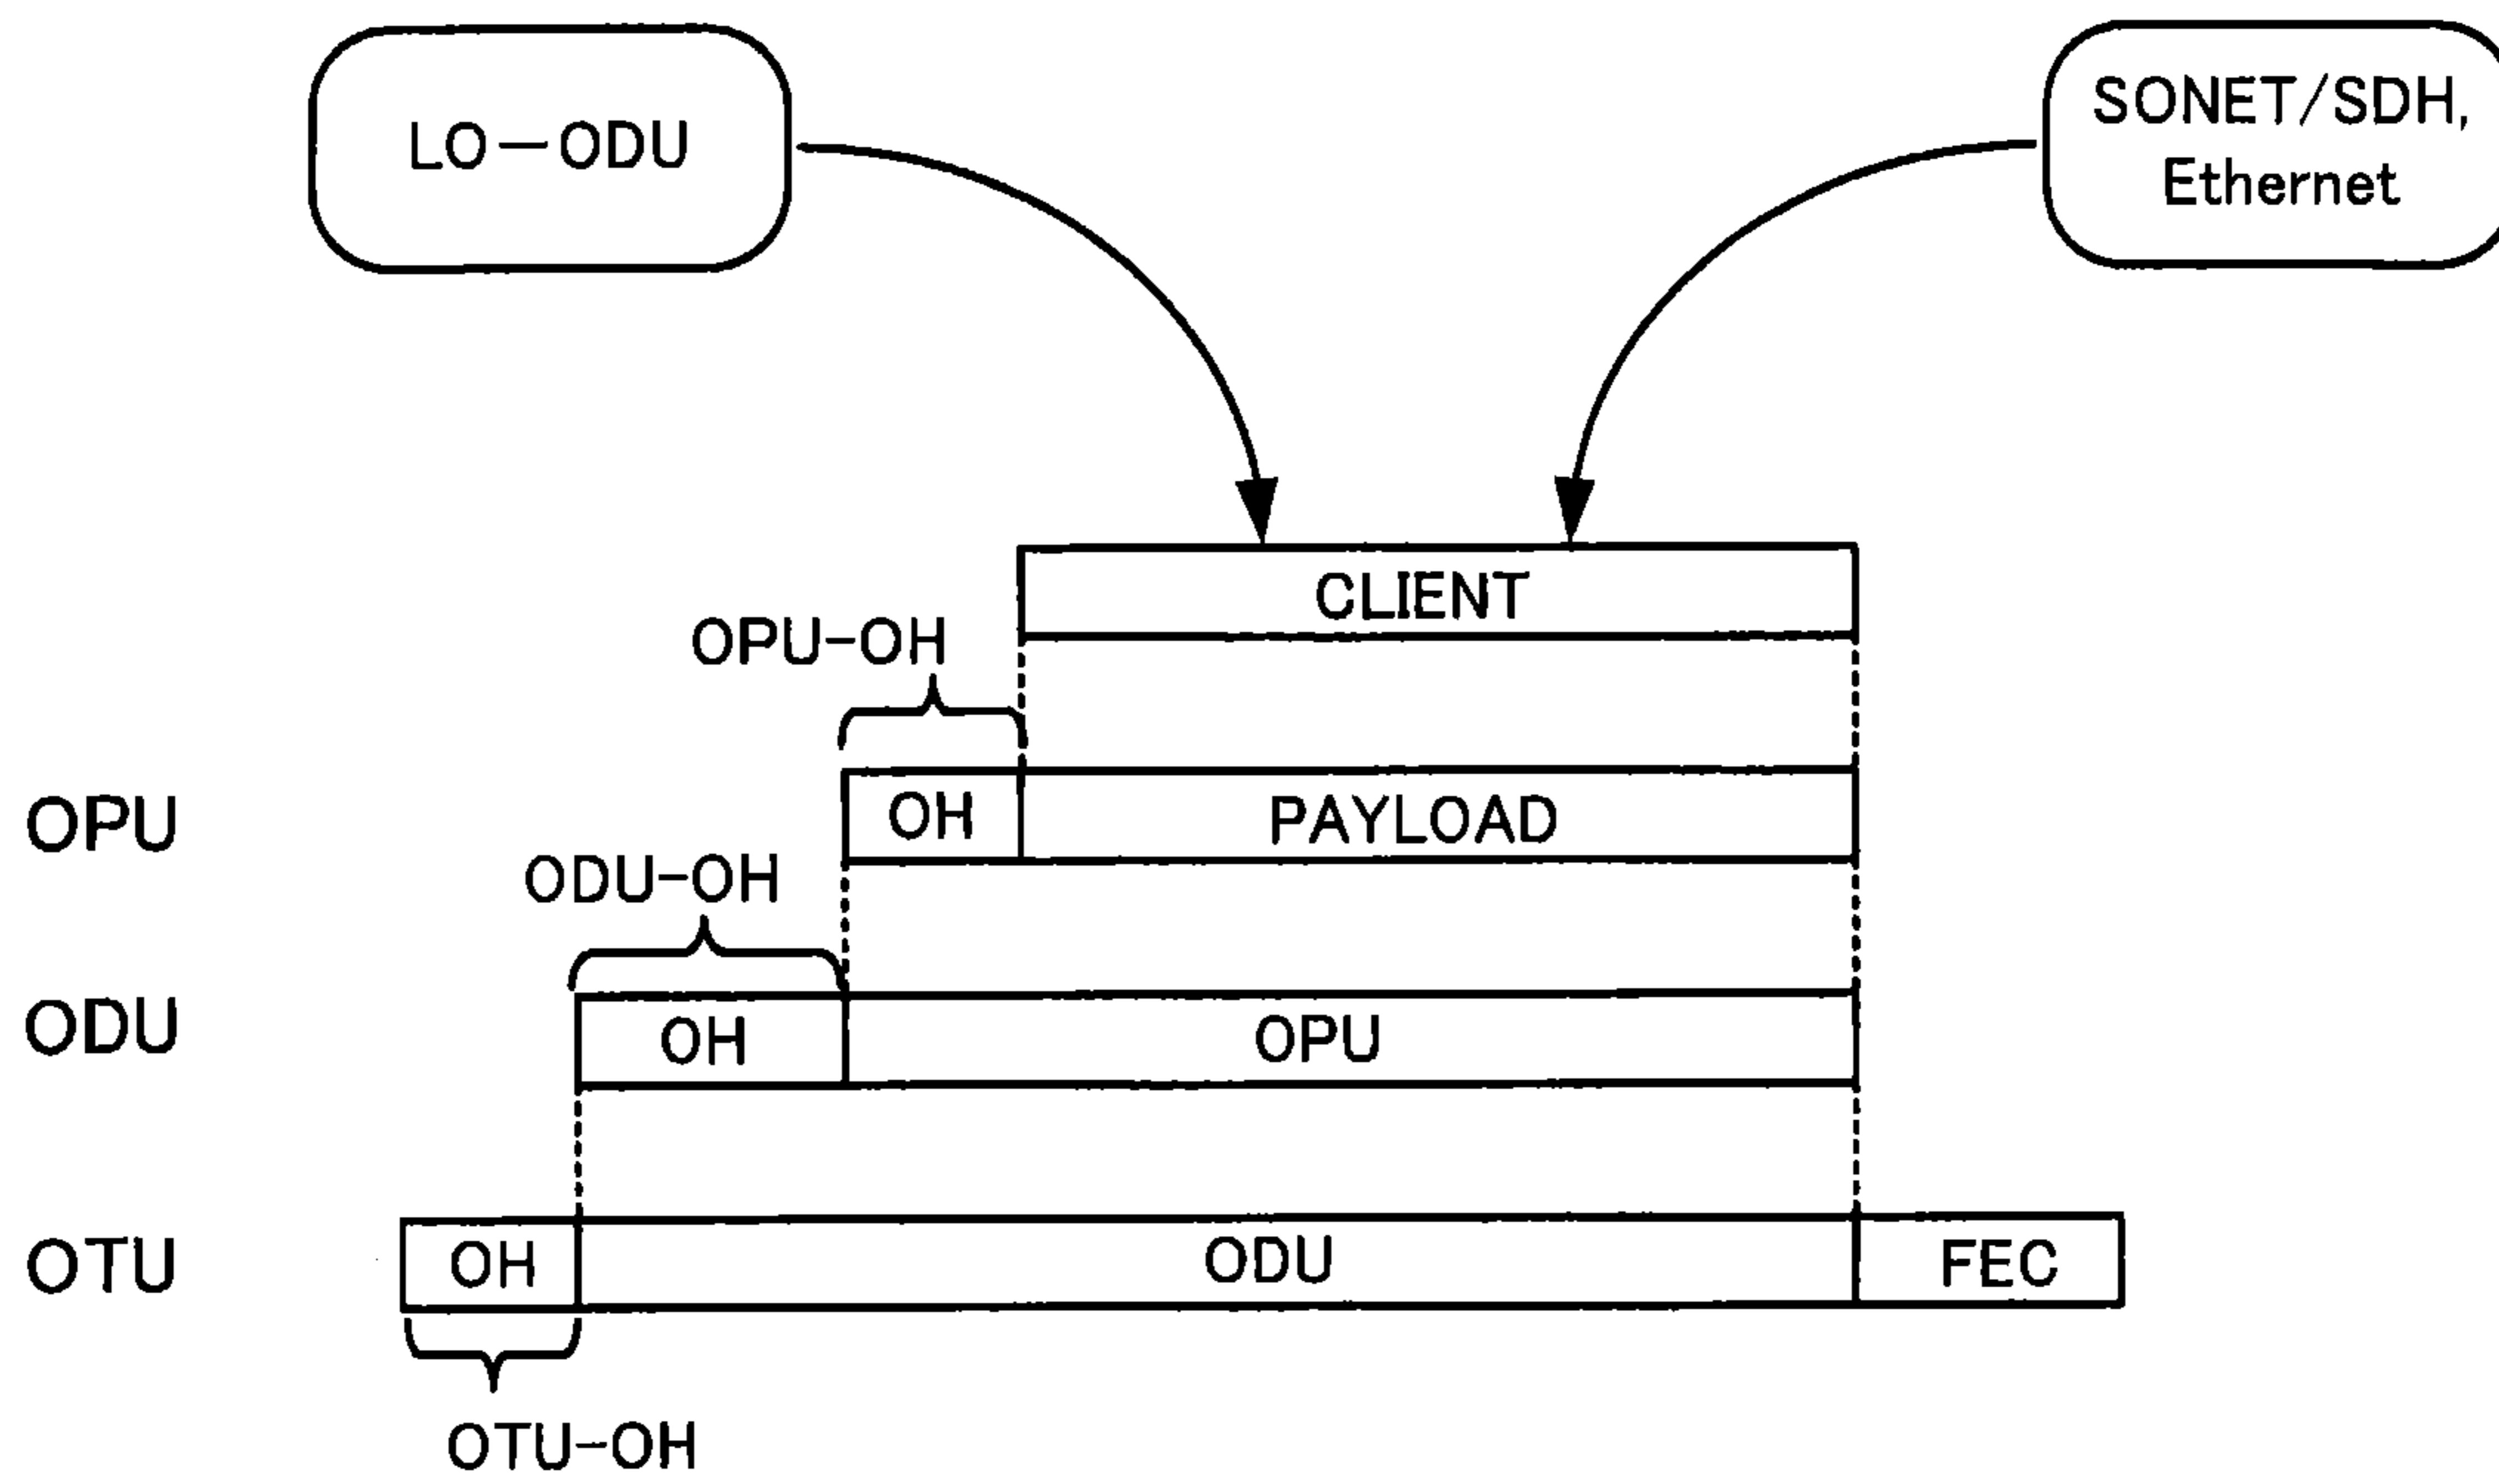 LO-ODU
SONET/SDH,
Ethernet
CLIENT
OPU-OH
OPU
OH
PAYLOAD
ODU-OH
ODU
OH
OPU
OTU
OH
ODU
FEC
OTU-OH